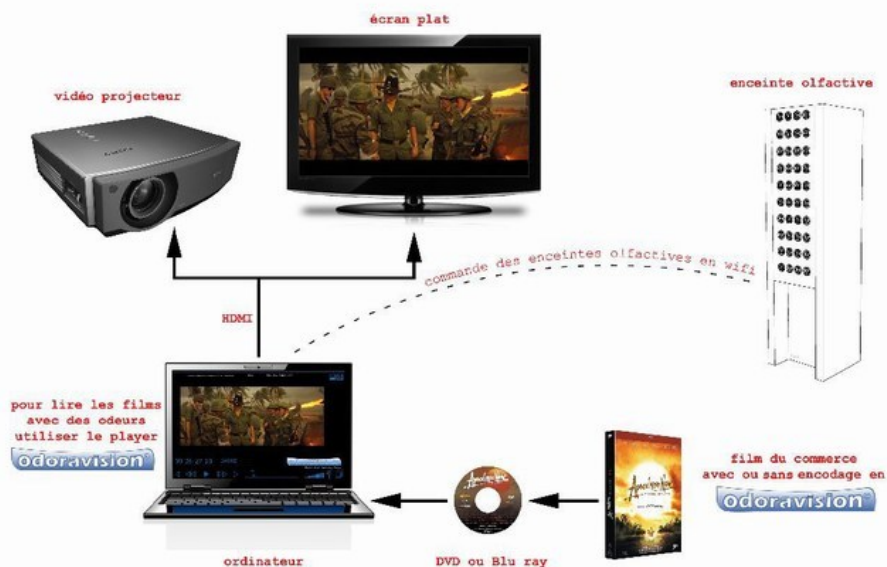 écran plat
vidéo projecteur
enceinte olfactive
commande des enceintes olfactives en wifi
HDMI
pour lire les films
avec des odeurs
utiliser le player
odoravision
film du commerce
avec ou sans encodage en
odoravision
ordinateur
DVD ou Blu ray